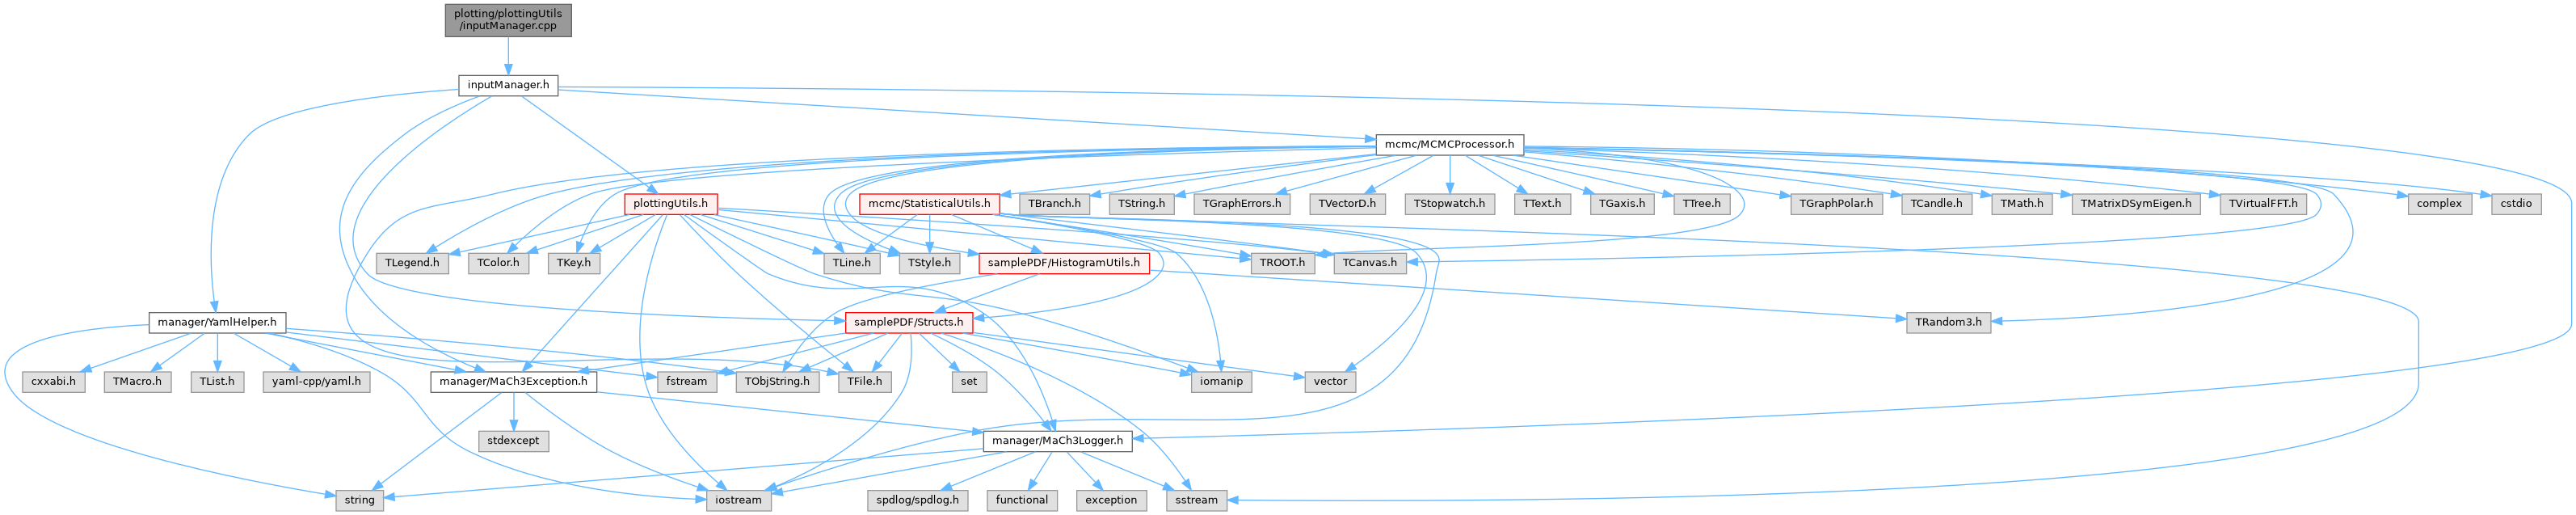 plotting/plottingUtils
/inputManager.cpp
inputManager.h
mcmc/MCMCProcessor.h
plottingUtils.h
mcmc/StatisticalUtils.h
TBranch.h
TString.h
TGraphErrors.h
TVectorD.h
TStopwatch.h
TText.h
TGaxis.h
TTree.h
TGraphPolar.h
TCandle.h
TMath.h
TMatrixDSymEigen.h
TVirtualFFT.h
complex
cstdio
TLegend.h
TColor.h
TKey.h
TLine.h
TStyle.h
samplePDF/HistogramUtils.h
TROOT.h
TCanvas.h
manager/YamlHelper.h
samplePDF/Structs.h
TRandom3.h
cxxabi.h
TMacro.h
TList.h
yaml-cpp/yaml.h
manager/MaCh3Exception.h
fstream
TObjString.h
TFile.h
set
iomanip
vector
stdexcept
manager/MaCh3Logger.h
string
iostream
spdlog/spdlog.h
functional
exception
sstream